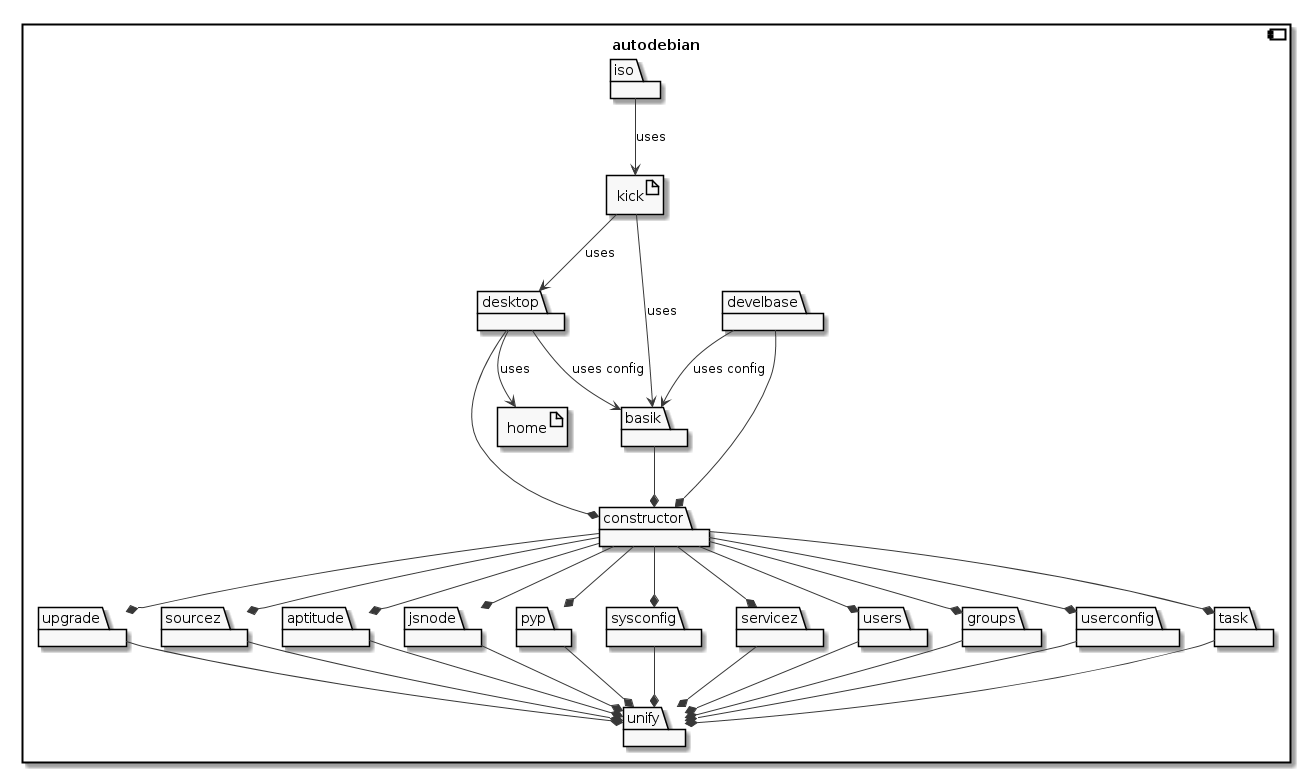 autodebian
iso
uses
kick
uses
desktop
develbase
uses
uses
uses config
uses config
home
basik
constructor
upgrade
sourcez
aptitude
jsnode
pyp
sysconfig
servicez
users
groups
userconfig
task
unify